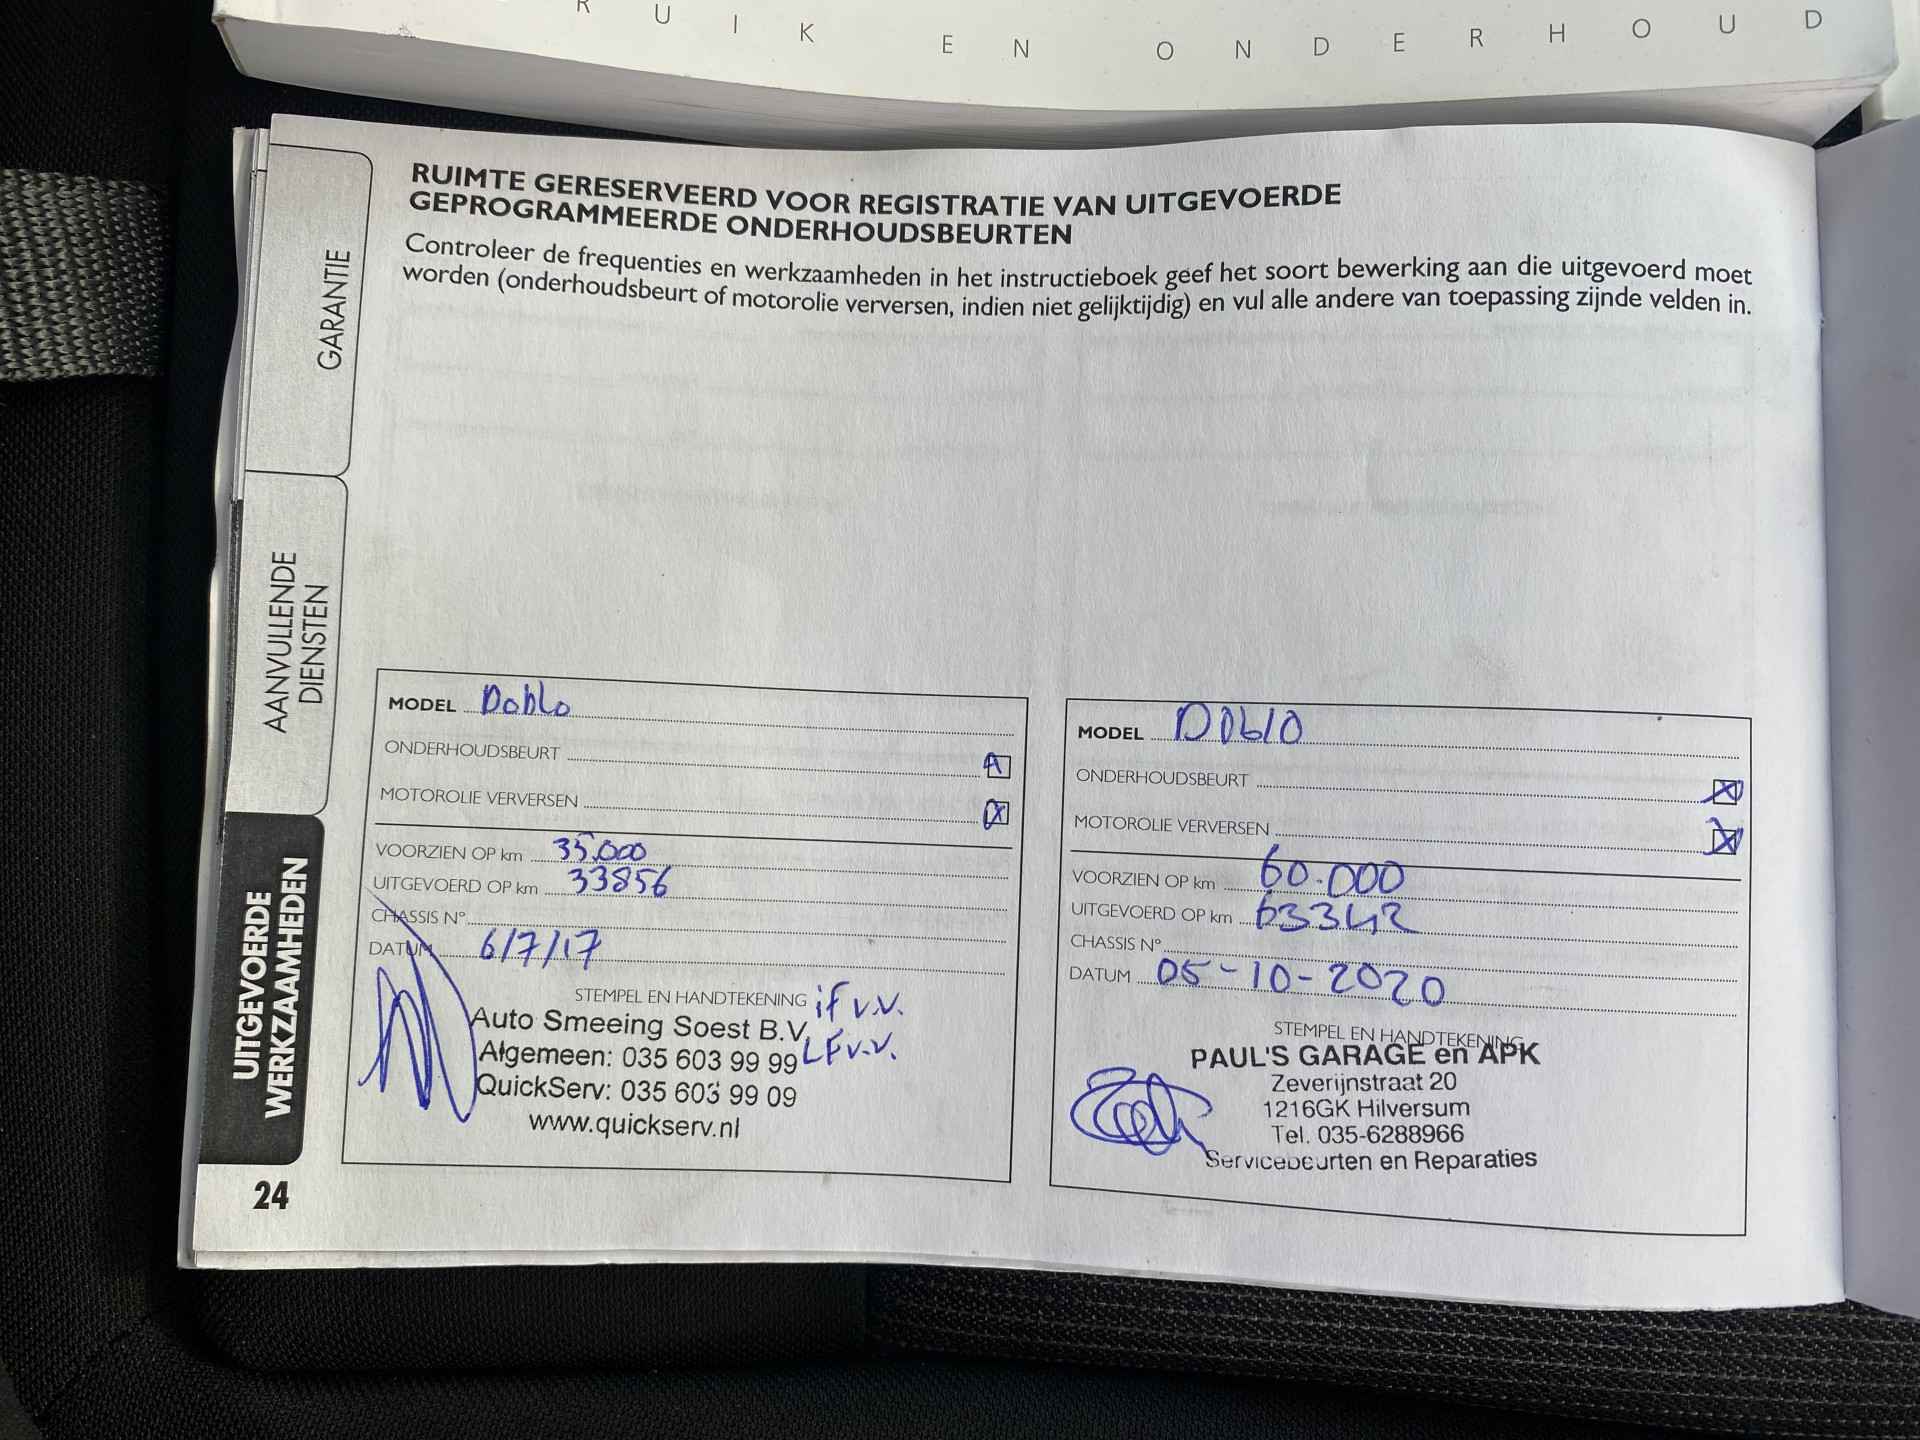 R U I K   E N   O N D E R H O U D
RUIMTE GERESERVEERD VOOR REGISTRATIE VAN UITGEVOERDE
GEPROGRAMMEERDE ONDERHOUDSBEURTEN
Controleer de frequenties en werkzaamheden in het instructieboek geef het soort bewerking aan die uitgevoerd moet
worden (onderhoudsbeurt of motorolie verversen, indien niet gelijktijdig) en vul alle andere van toepassing zijnde velden in.
GARANTIE
AANVULLENDE
DIENSTEN
UITGEVOERDE
WERKZAAMHEDEN
24
MODEL Doblo
ONDERHOUDSBEURT A
MOTOROLIE VERVERSEN X
VOORZIEN OP km 35.000
UITGEVOERD OP km 33856
CHASSIS N°
DATUM 6/7/17
STEMPEL EN HANDTEKENING if v.v.
Auto Smeeing Soest B.V.
Algemeen: 035 603 99 99 LF v.v.
QuickServ: 035 603 99 09
www.quickserv.nl
MODEL Doblo
ONDERHOUDSBEURT X
MOTOROLIE VERVERSEN X
VOORZIEN OP km 60.000
UITGEVOERD OP km 63342
CHASSIS N°
DATUM 05-10-2020
STEMPEL EN HANDTEKENING
PAUL'S GARAGE en APK
Zeverijnstraat 20
1216GK Hilversum
Tel. 035-6288966
Servicebeurten en Reparaties